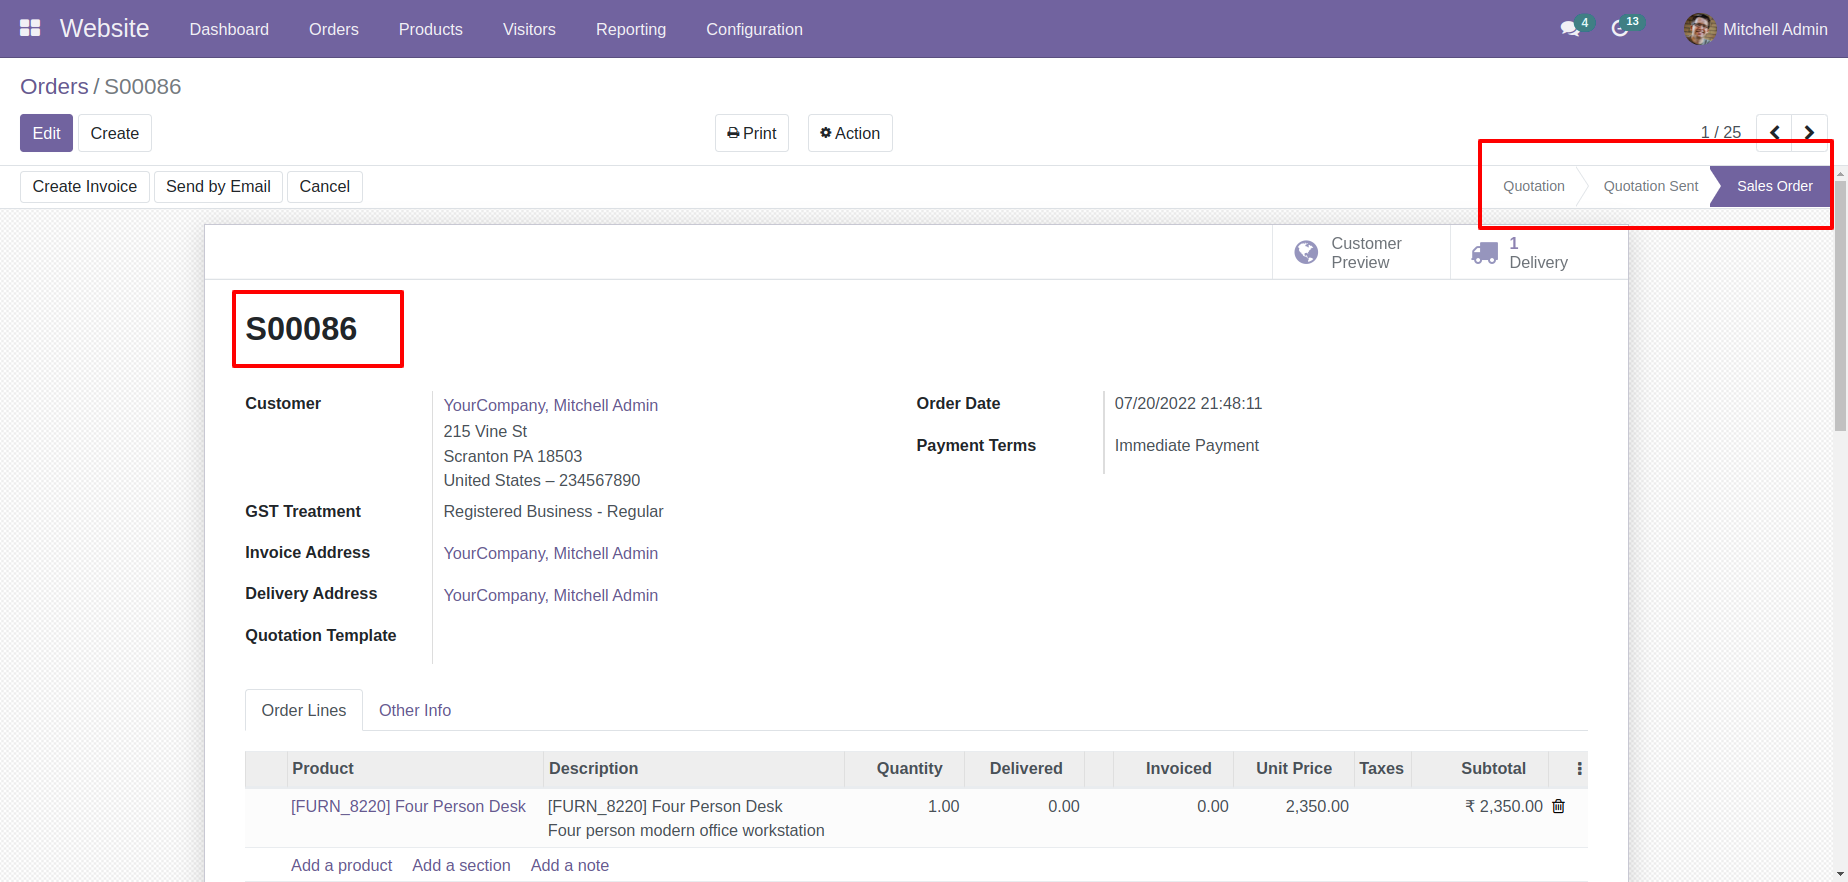 Website Dashboard Orders Products Visitors Reporting Configuration 4 13 Mitchell Admin
Orders / S00086
Edit Create Print Action 1 / 25
Create Invoice Send by Email Cancel Quotation Quotation Sent Sales Order
Customer Preview 1 Delivery
S00086
Customer YourCompany, Mitchell Admin Order Date 07/20/2022 21:48:11
215 Vine St
Payment Terms Immediate Payment
Scranton PA 18503
United States – 234567890
GST Treatment Registered Business - Regular
Invoice Address YourCompany, Mitchell Admin
Delivery Address YourCompany, Mitchell Admin
Quotation Template
Order Lines Other Info
Product Description Quantity Delivered Invoiced Unit Price Taxes Subtotal
[FURN_8220] Four Person Desk [FURN_8220] Four Person Desk 1.00 0.00 0.00 2,350.00 ₹ 2,350.00
Four person modern office workstation
Add a product Add a section Add a note